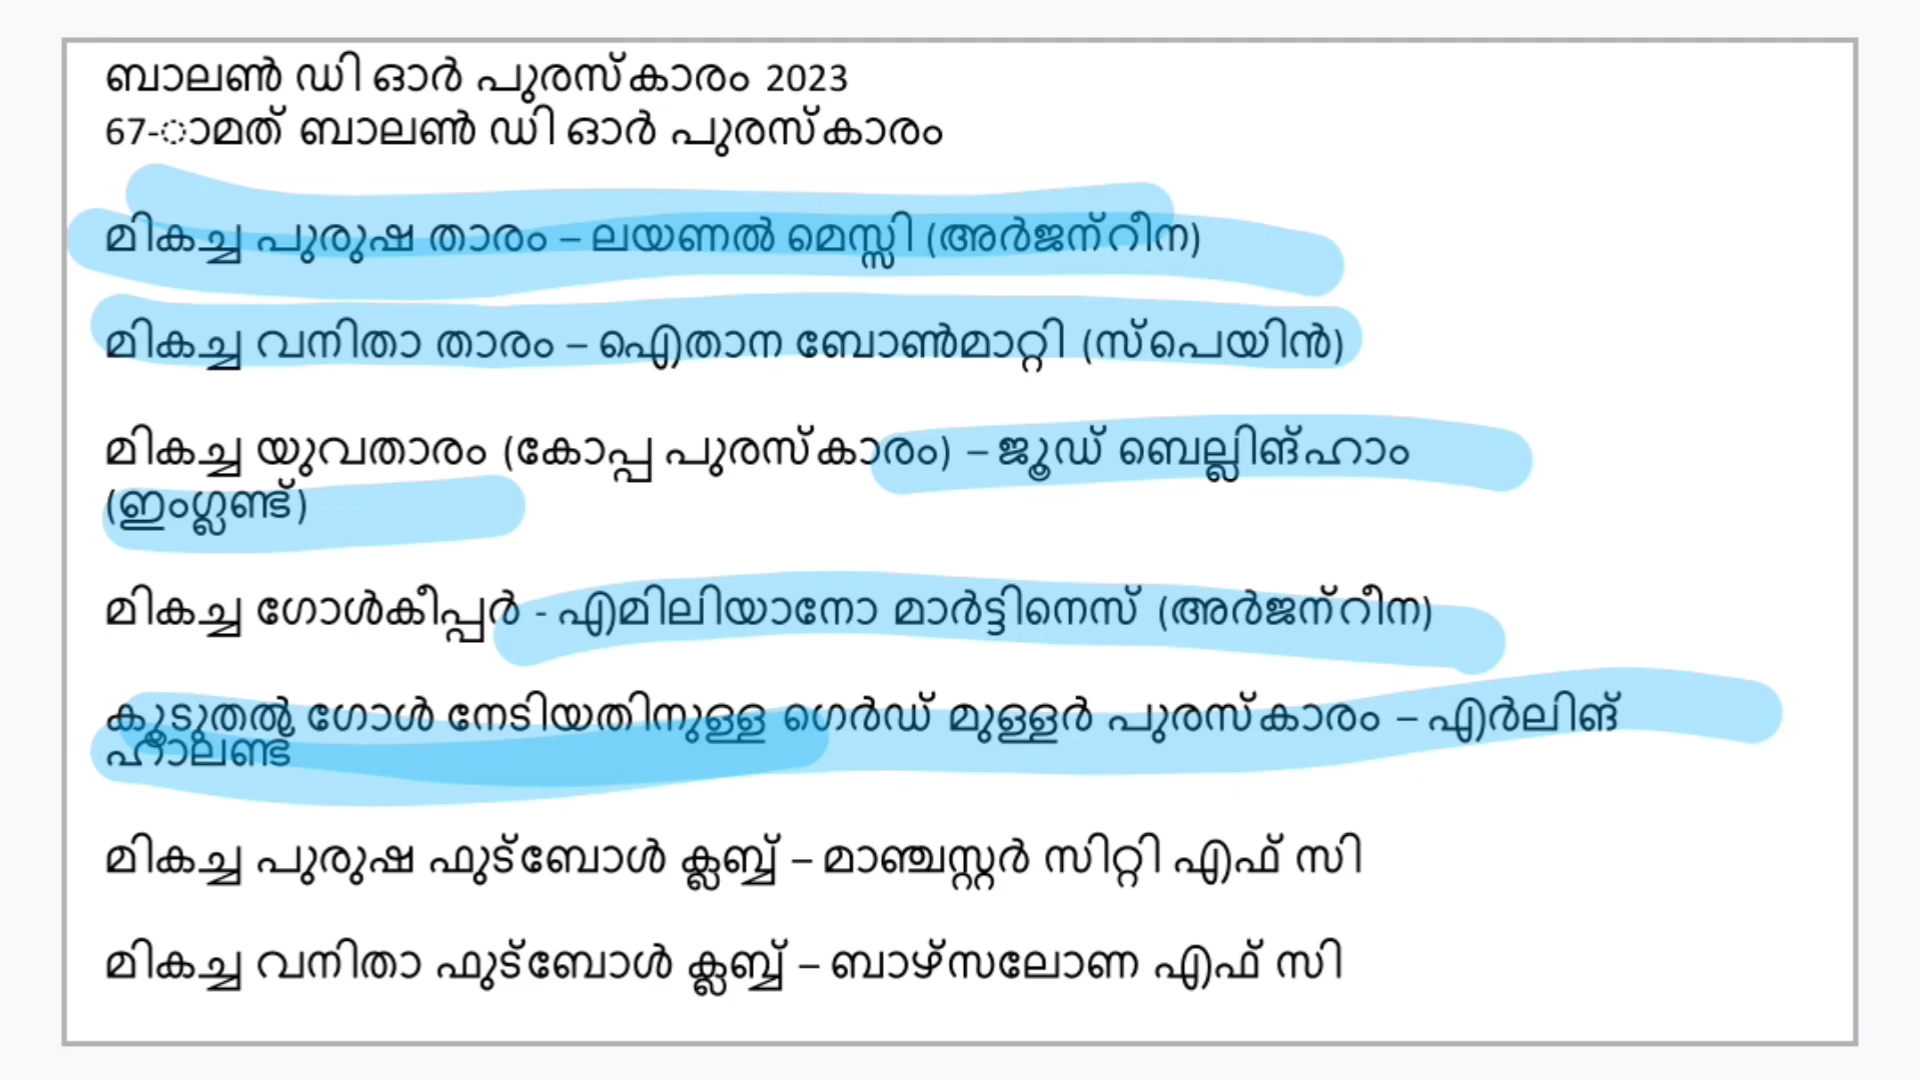 ബാലൺ ഡി ഓർ പുരസ്കാരം 2023
67-ാമത് ബാലൺ ഡി ഓർ പുരസ്കാരം
മികച്ച പുരുഷ താരം – ലയണൽ മെസ്സി (അർജന്റീന)
മികച്ച വനിതാ താരം – ഐതാന ബോൺമാറ്റി (സ്പെയിൻ)
മികച്ച യുവതാരം (കോപ്പ പുരസ്കാരം) – ജൂഡ് ബെല്ലിങ്ഹാം
(ഇംഗ്ലണ്ട്)
മികച്ച ഗോൾകീപ്പർ - എമിലിയാനോ മാർട്ടിനെസ് (അർജന്റീന)
കൂടുതൽ ഗോൾ നേടിയതിനുള്ള ഗെർഡ് മുള്ളർ പുരസ്കാരം – എർലിങ്
ഹാലണ്ട്
മികച്ച പുരുഷ ഫുട്ബോൾ ക്ലബ്ബ് – മാഞ്ചസ്റ്റർ സിറ്റി എഫ് സി
മികച്ച വനിതാ ഫുട്ബോൾ ക്ലബ്ബ് – ബാഴ്സലോണ എഫ് സി